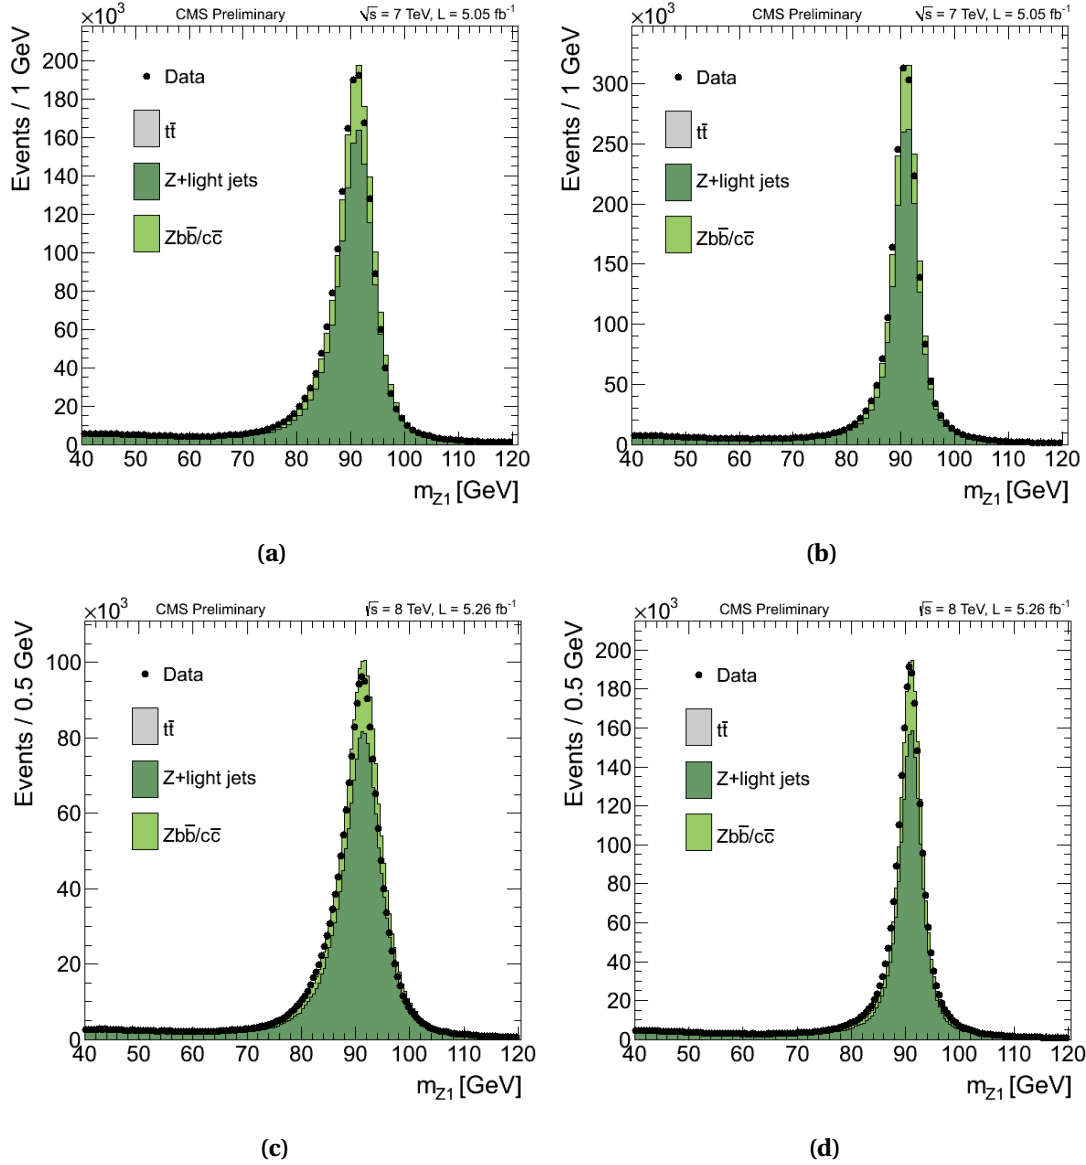 ×10³ CMS Preliminary √s = 7 TeV, L = 5.05 fb⁻¹
Events / 1 GeV
200
180
160
140
120
100
80
60
40
20
0
Data
tt̄
Z+light jets
Zbb̄/cc̄
40 50 60 70 80 90 100 110 120
m_Z1 [GeV]
(a)
×10³ CMS Preliminary √s = 7 TeV, L = 5.05 fb⁻¹
Events / 1 GeV
300
250
200
150
100
50
0
Data
tt̄
Z+light jets
Zbb̄/cc̄
40 50 60 70 80 90 100 110 120
m_Z1 [GeV]
(b)
×10³ CMS Preliminary √s = 8 TeV, L = 5.26 fb⁻¹
Events / 0.5 GeV
100
80
60
40
20
0
Data
tt̄
Z+light jets
Zbb̄/cc̄
40 50 60 70 80 90 100 110 120
m_Z1 [GeV]
(c)
×10³ CMS Preliminary √s = 8 TeV, L = 5.26 fb⁻¹
Events / 0.5 GeV
200
180
160
140
120
100
80
60
40
20
0
Data
tt̄
Z+light jets
Zbb̄/cc̄
40 50 60 70 80 90 100 110 120
m_Z1 [GeV]
(d)